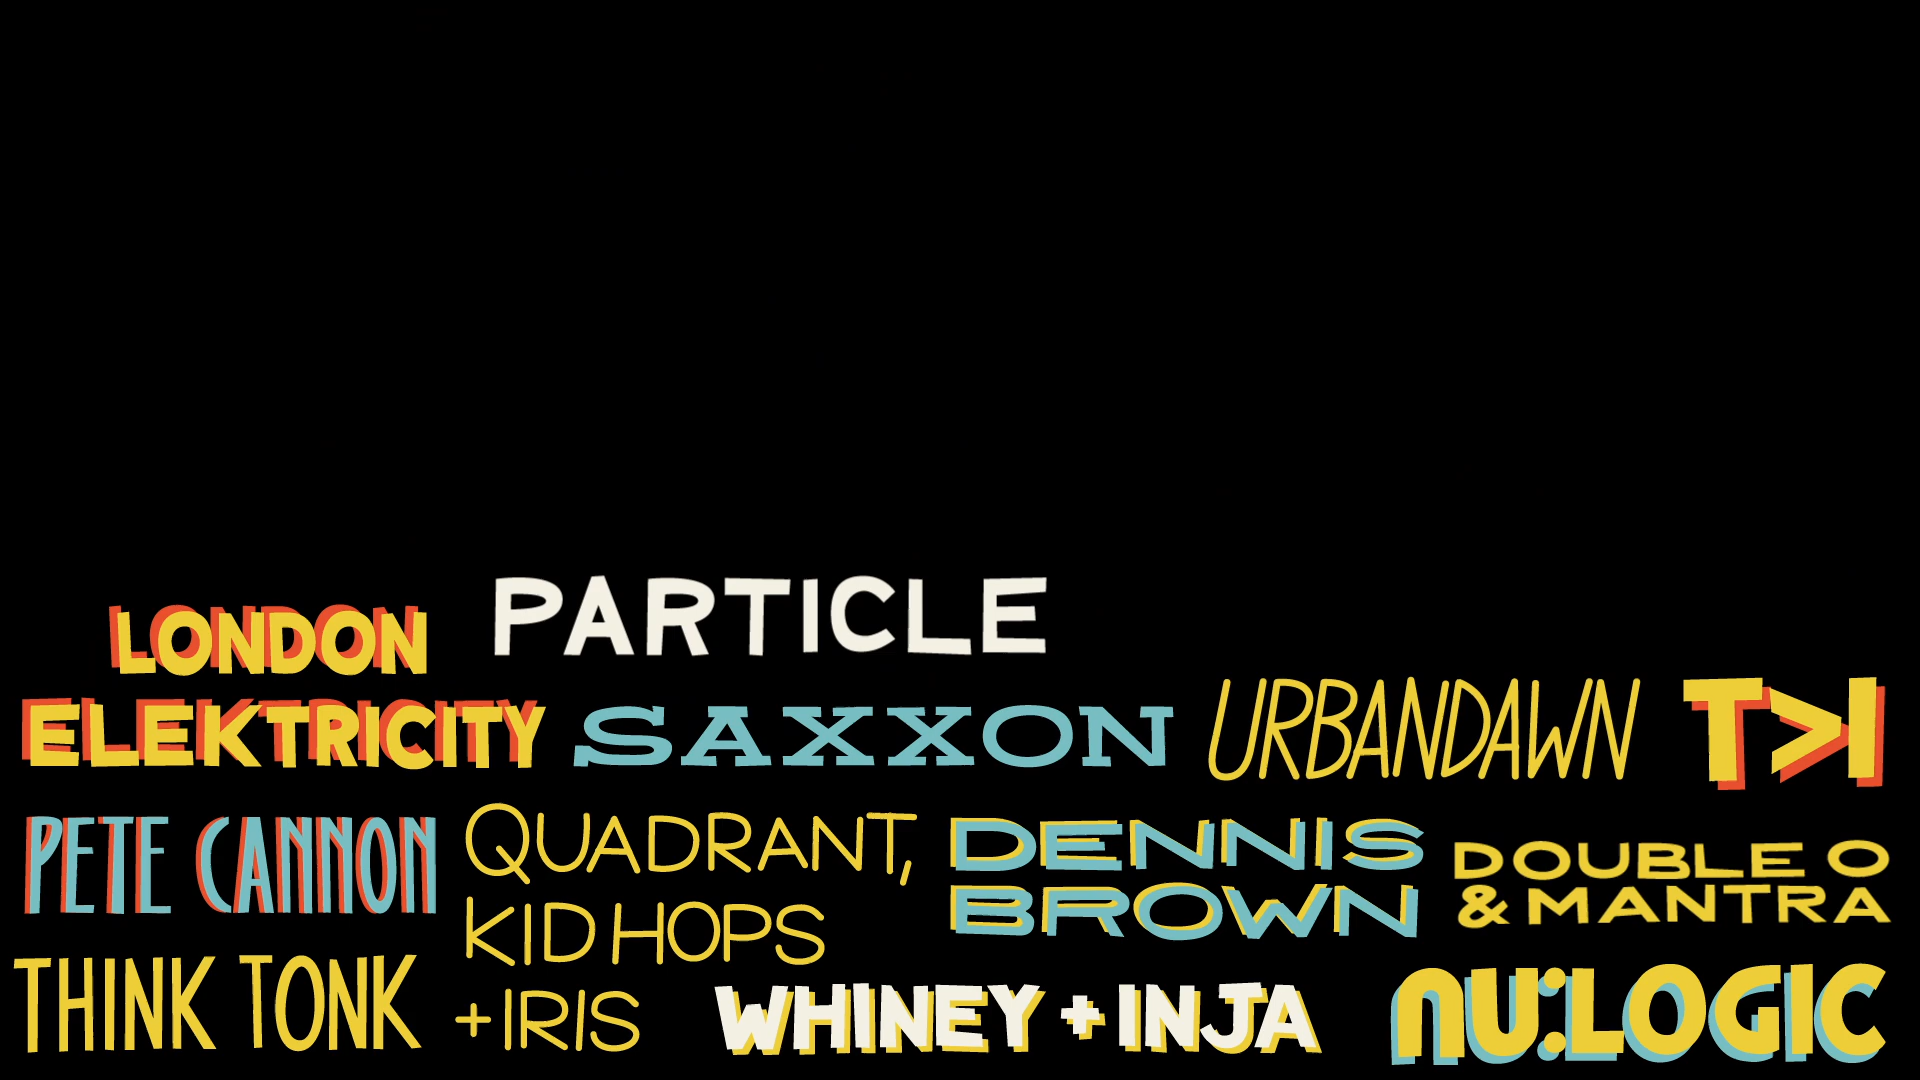 PARTICLE
LONDON
ELEKTRICITY
SAXXON
URBANDAWN
T>I
PETE CANNON
QUADRANT,
KID HOPS
+ IRIS
DENNIS
BROWN
DOUBLE O
& MANTRA
THINK TONK
WHINEY + INJA
NU:LOGIC